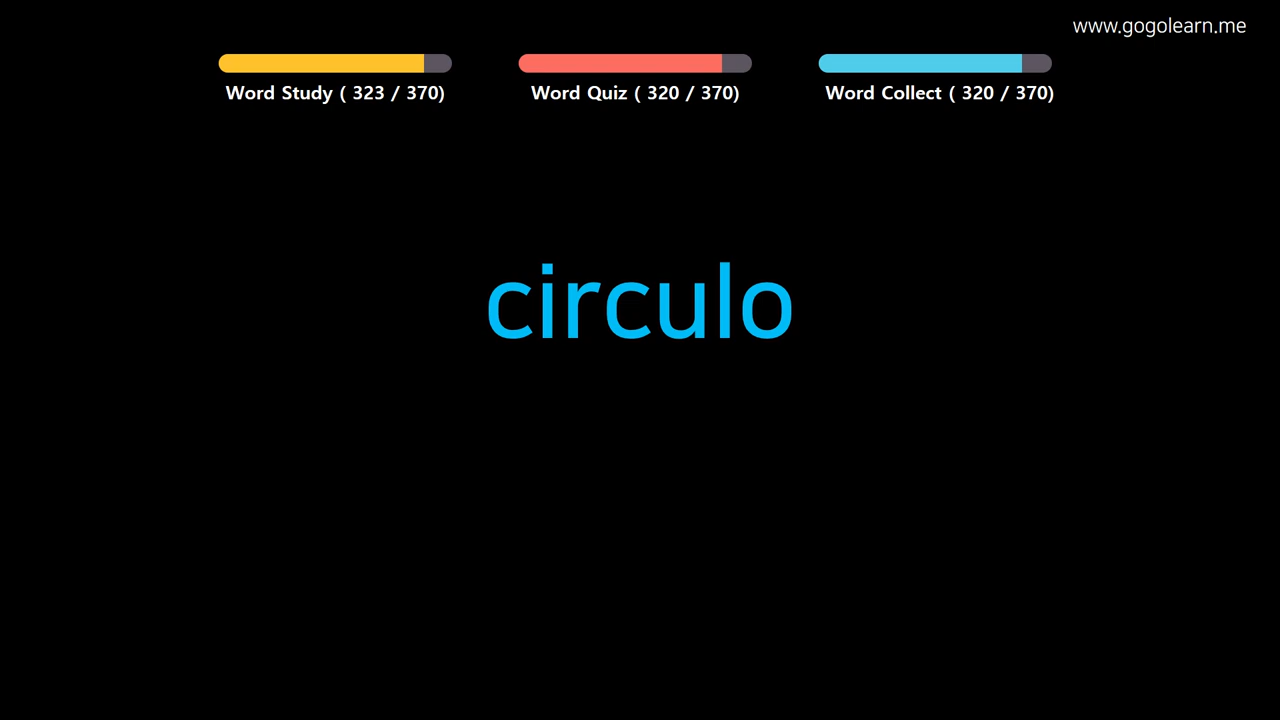 www.gogolearn.me
Word Study ( 323 / 370)
Word Quiz ( 320 / 370)
Word Collect ( 320 / 370)
circulo